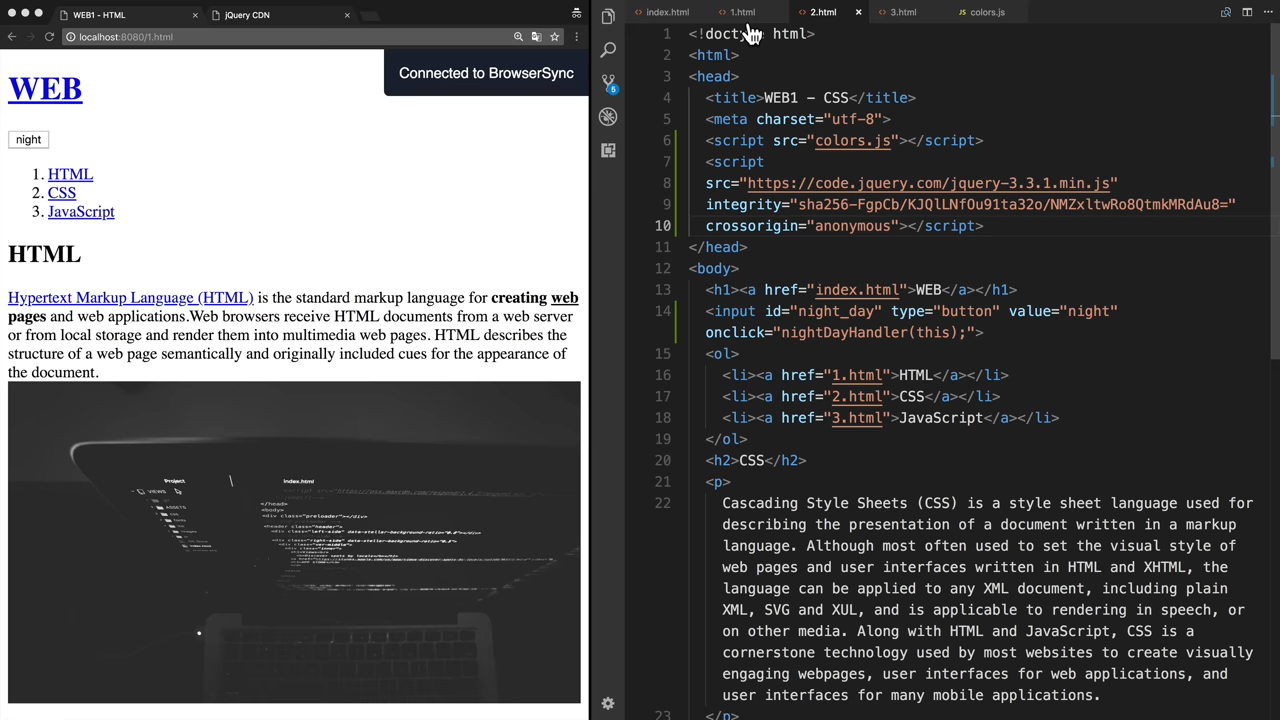 WEB1 - HTML
jQuery CDN
localhost:8080/1.html
Connected to BrowserSync
WEB
night
1. HTML
2. CSS
3. JavaScript
HTML
Hypertext Markup Language (HTML) is the standard markup language for creating web
pages and web applications.Web browsers receive HTML documents from a web server
or from local storage and render them into multimedia web pages. HTML describes the
structure of a web page semantically and originally included cues for the appearance of
the document.
Project
index.html
VIEWS
ASSETS
</head>
<body>
<div class="preloader"></div>
index.html
1.html
2.html
3.html
colors.js
5
1 <!doctype html>
2 <html>
3 <head>
4 <title>WEB1 - CSS</title>
5 <meta charset="utf-8">
6 <script src="colors.js"></script>
7 <script
8 src="https://code.jquery.com/jquery-3.3.1.min.js"
9 integrity="sha256-FgpCb/KJQlLNfOu91ta32o/NMZxltwRo8QtmkMRdAu8="
10 crossorigin="anonymous"></script>
11 </head>
12 <body>
13 <h1><a href="index.html">WEB</a></h1>
14 <input id="night_day" type="button" value="night"
onclick="nightDayHandler(this);">
15 <ol>
16 <li><a href="1.html">HTML</a></li>
17 <li><a href="2.html">CSS</a></li>
18 <li><a href="3.html">JavaScript</a></li>
19 </ol>
20 <h2>CSS</h2>
21 <p>
22 Cascading Style Sheets (CSS) is a style sheet language used for
describing the presentation of a document written in a markup
language. Although most often used to set the visual style of
web pages and user interfaces written in HTML and XHTML, the
language can be applied to any XML document, including plain
XML, SVG and XUL, and is applicable to rendering in speech, or
on other media. Along with HTML and JavaScript, CSS is a
cornerstone technology used by most websites to create visually
engaging webpages, user interfaces for web applications, and
user interfaces for many mobile applications.
23 </p>